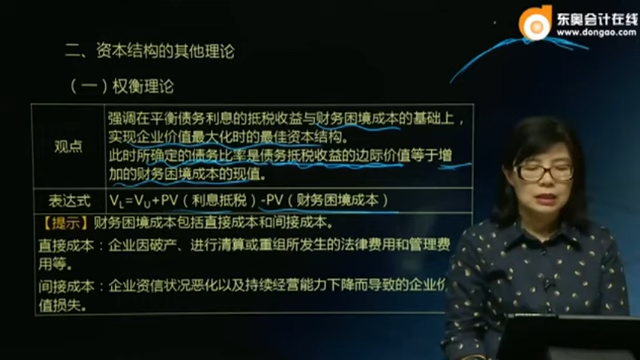 东奥会计在线
www.dongao.com
二、资本结构的其他理论
（一）权衡理论
观点
强调在平衡债务利息的抵税收益与财务困境成本的基础上，
实现企业价值最大化时的最佳资本结构。
此时所确定的债务比率是债务抵税收益的边际价值等于增
加的财务困境成本的现值。
表达式
VL=VU+PV（利息抵税）-PV（财务困境成本）
【提示】财务困境成本包括直接成本和间接成本。
直接成本：企业因破产、进行清算或重组所发生的法律费用和管理费
用等。
间接成本：企业资信状况恶化以及持续经营能力下降而导致的企业价
值损失。